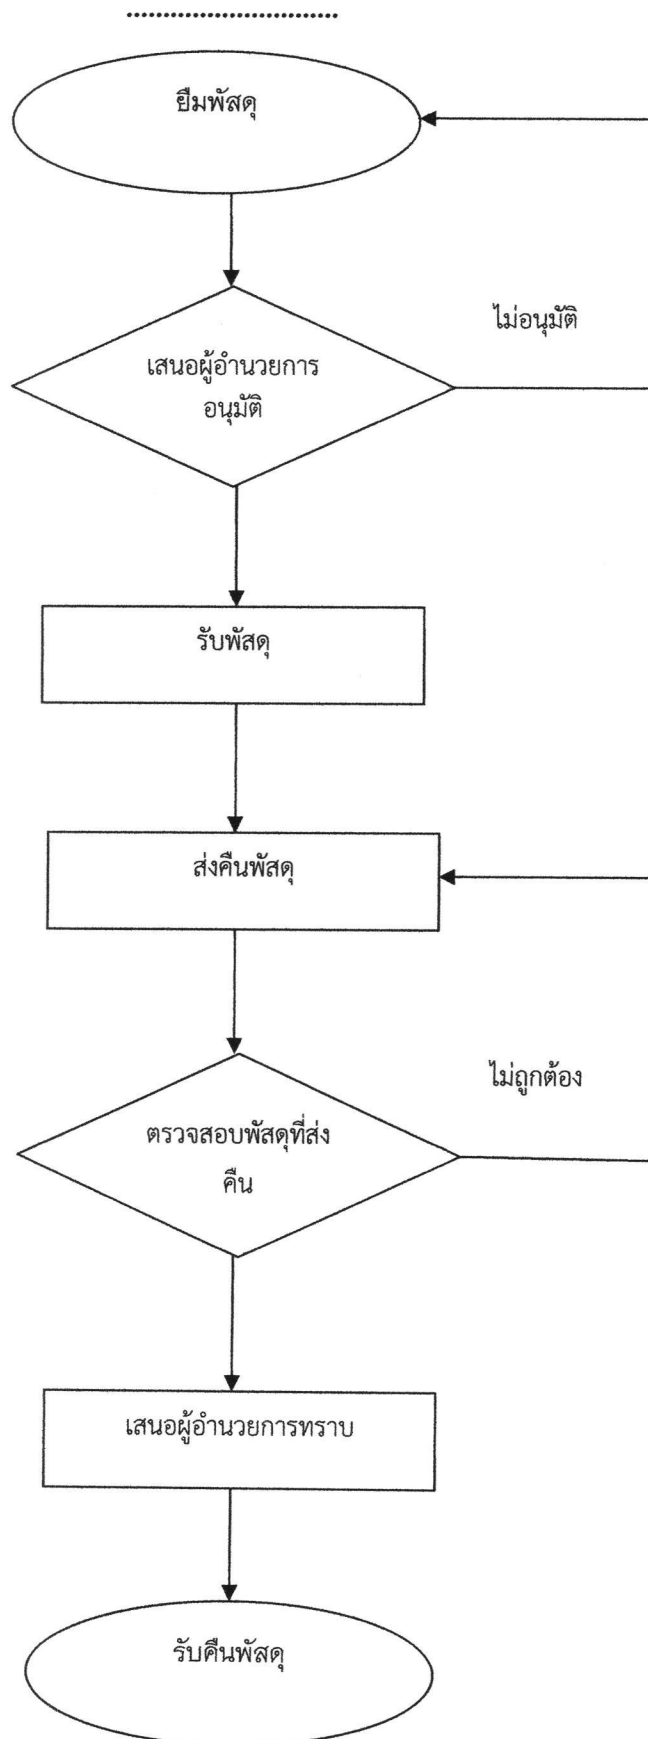 ยืมพัสดุ
ไม่อนุมัติ
เสนอผู้อำนวยการ
อนุมัติ
รับพัสดุ
ส่งคืนพัสดุ
ไม่ถูกต้อง
ตรวจสอบพัสดุที่ส่ง
คืน
เสนอผู้อำนวยการทราบ
รับคืนพัสดุ